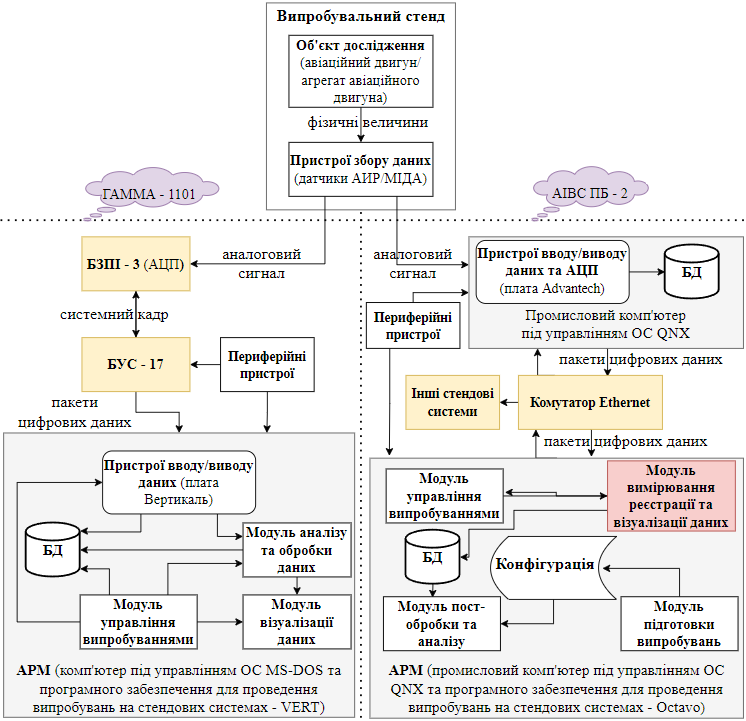 Випробувальний стенд
Об'єкт дослідження
(авіаційний двигун/
агрегат авіаційного
двигуна)
фізичні величини
Пристрої збору даних
(датчики АИР/МІДА)
ГАММА - 1101
АІВС ПБ - 2
БЗПІ - 3 (АЦП)
аналоговий
сигнал
системний кадр
БУС - 17
Периферійні
пристрої
пакети
цифрових даних
Пристрої вводу/виводу
даних (плата
Вертикаль)
БД
Модуль аналізу
та обробки
даних
Модуль
управління
випробуваннями
Модуль
візуалізації
даних
АРМ (комп'ютер під управлінням ОС MS-DOS та
програмного забезпечення для проведення
випробувань на стендових системах - VERT)
аналоговий
сигнал
Пристрої вводу/виводу
даних та АЦП
(плата Advantech)
БД
Промисловий комп'ютер
під управлінням ОС QNX
Периферійні
пристрої
пакети цифрових даних
Інші стендові
системи
Комутатор Ethernet
пакети цифрових даних
Модуль
управління
випробуваннями
Модуль
вимірювання
реєстрації та
візуалізації даних
БД
Конфігурація
Модуль пост-
обробки та
аналізу
Модуль
підготовки
випробувань
АРМ (промисловий комп'ютер під управлінням ОС
QNX та програмного забезпечення для проведення
випробувань на стендових системах - Octavo)